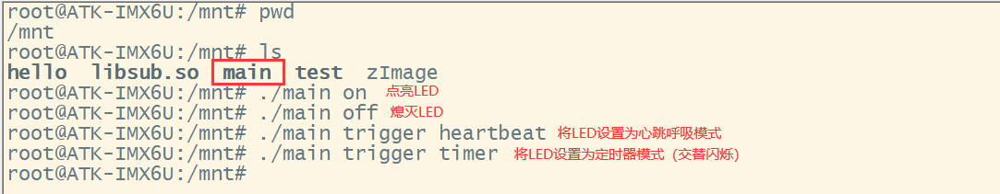 root@ATK-IMX6U:/mnt# pwd
/mnt
root@ATK-IMX6U:/mnt# ls
hello  libsub.so  main  test  zImage
root@ATK-IMX6U:/mnt# ./main on 点亮LED
root@ATK-IMX6U:/mnt# ./main off 熄灭LED
root@ATK-IMX6U:/mnt# ./main trigger heartbeat 将LED设置为心跳呼吸模式
root@ATK-IMX6U:/mnt# ./main trigger timer 将LED设置为定时器模式（交替闪烁）
root@ATK-IMX6U:/mnt#